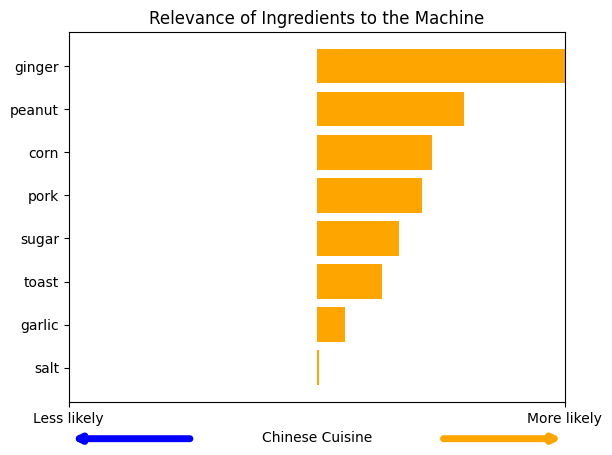 Relevance of Ingredients to the Machine
ginger
peanut
corn
pork
sugar
toast
garlic
salt
Less likely
More likely
Chinese Cuisine